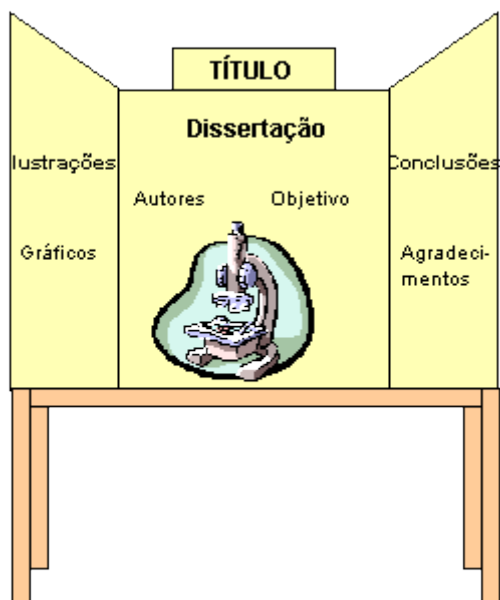 TÍTULO
Dissertação
lustrações
Conclusões
Autores Objetivo
Gráficos
Agradeci-
mentos